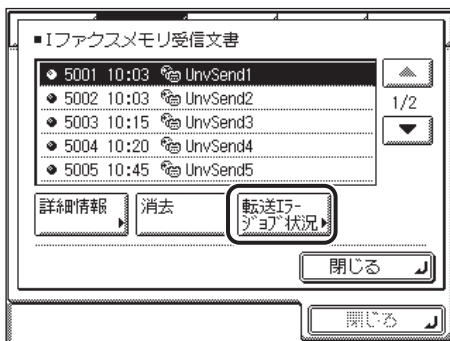 ■Iファクスメモリ受信文書
5001 10:03 UnvSend1
5002 10:03 UnvSend2
5003 10:15 UnvSend3
5004 10:20 UnvSend4
5005 10:45 UnvSend5
1/2
詳細情報
消去
転送エラー
ジョブ状況
閉じる
閉じる